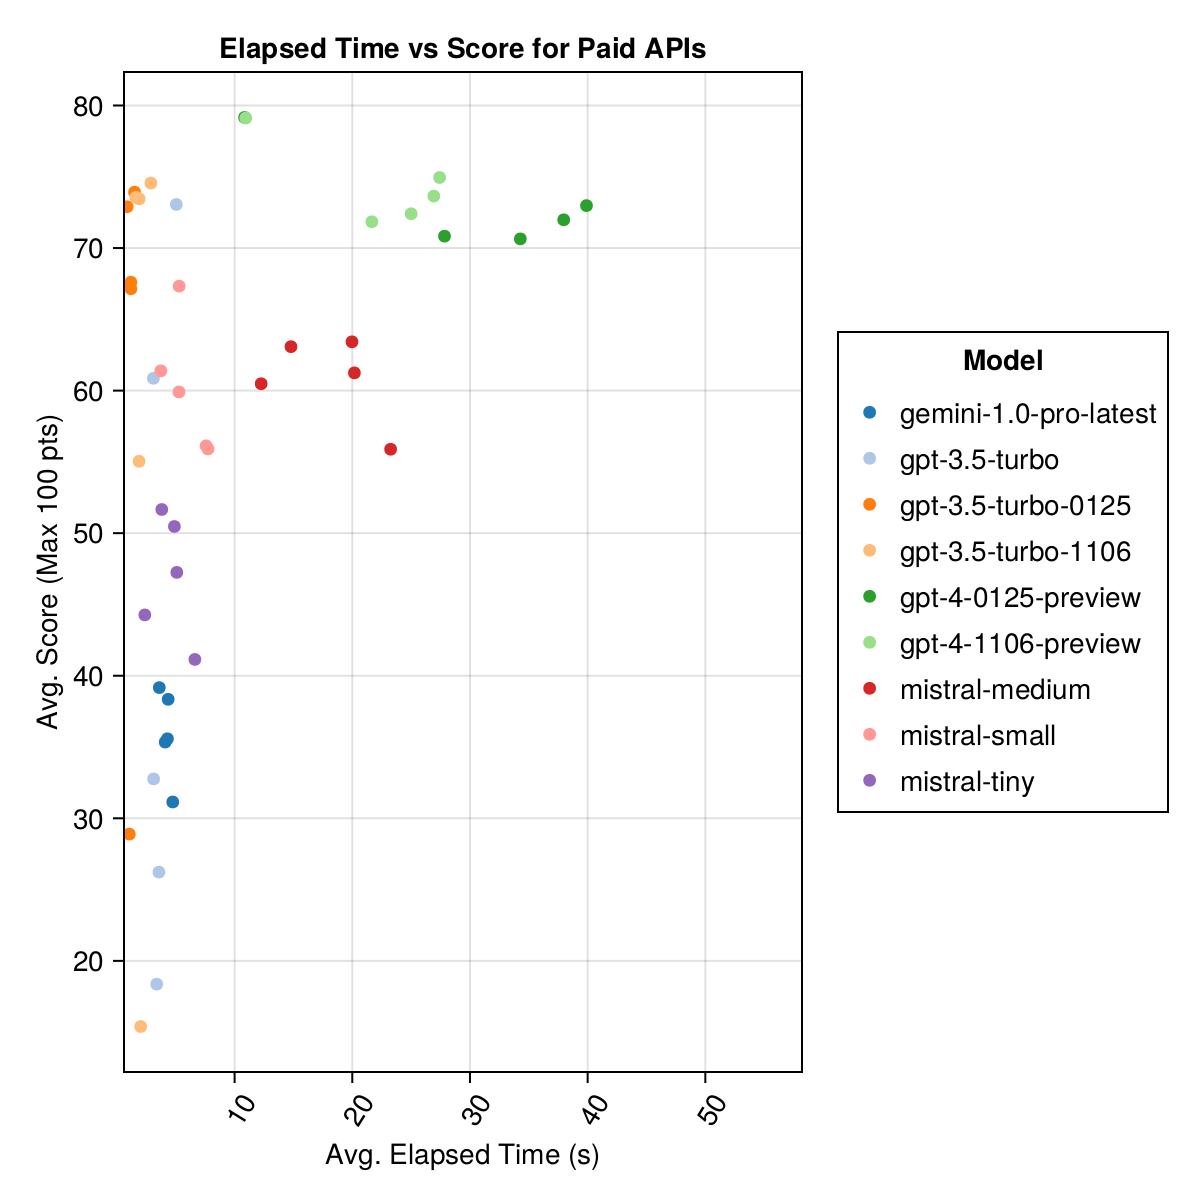 Elapsed Time vs Score for Paid APIs
Avg. Score (Max 100 pts)
80
70
60
50
40
30
20
10
20
30
40
50
Avg. Elapsed Time (s)
Model
gemini-1.0-pro-latest
gpt-3.5-turbo
gpt-3.5-turbo-0125
gpt-3.5-turbo-1106
gpt-4-0125-preview
gpt-4-1106-preview
mistral-medium
mistral-small
mistral-tiny